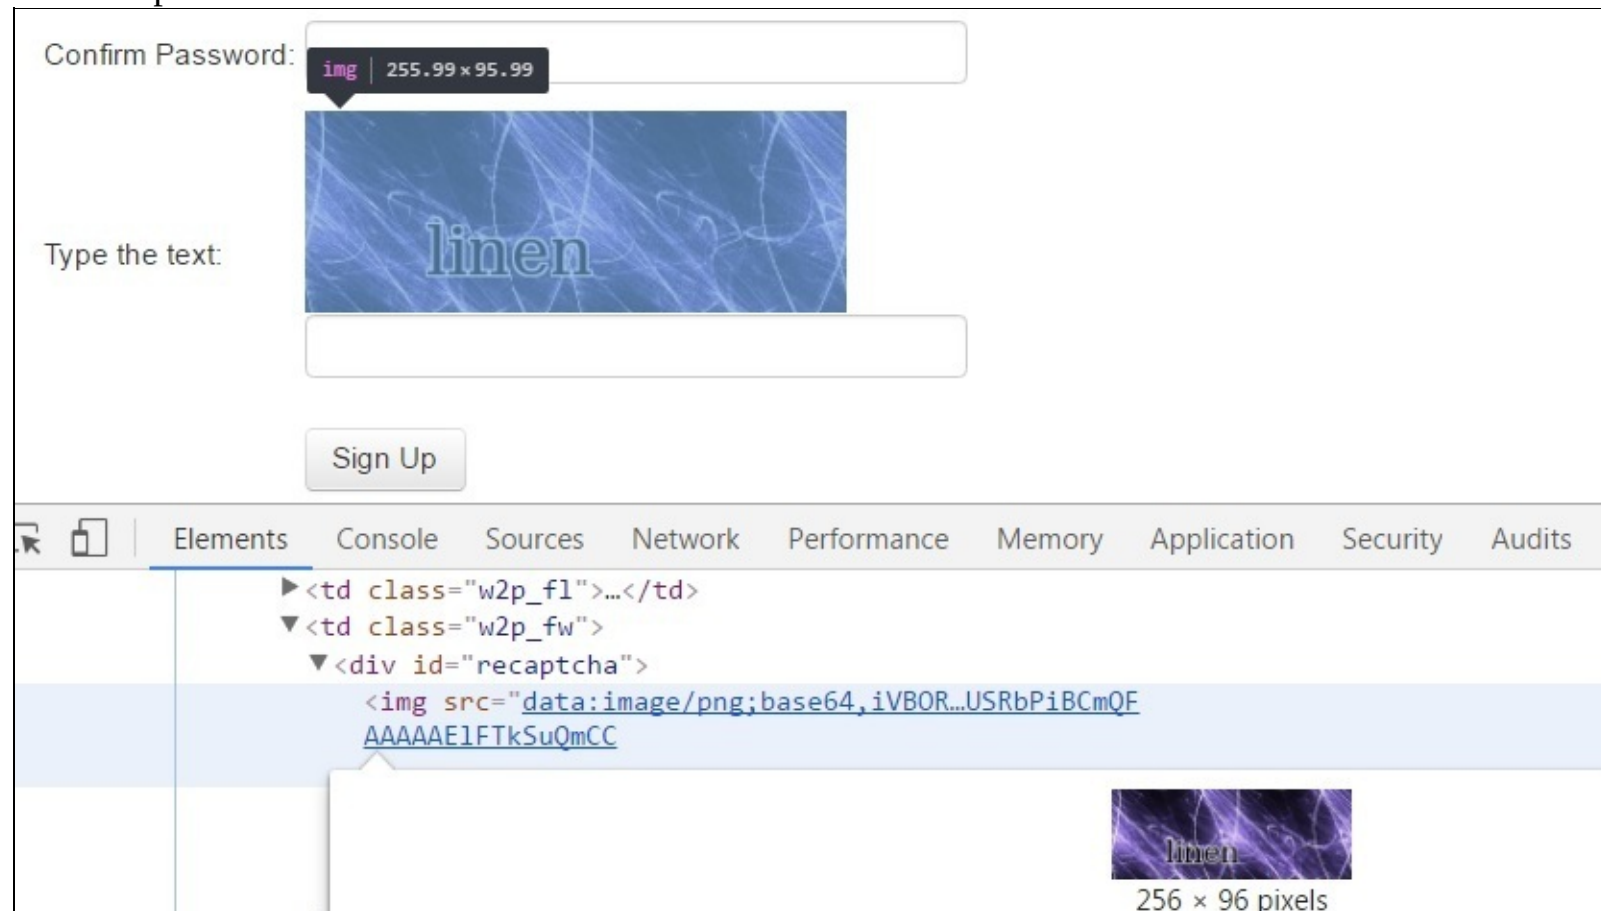 Confirm Password:
img | 255.99×95.99
linen
Type the text:
Sign Up
Elements Console Sources Network Performance Memory Application Security Audits
▶<td class="w2p_fl">…</td>
▼<td class="w2p_fw">
▼<div id="recaptcha">
<img src="data:image/png;base64,iVBOR…USRbPiBCmQF
AAAAAElFTkSuQmCC
linen
256 × 96 pixels